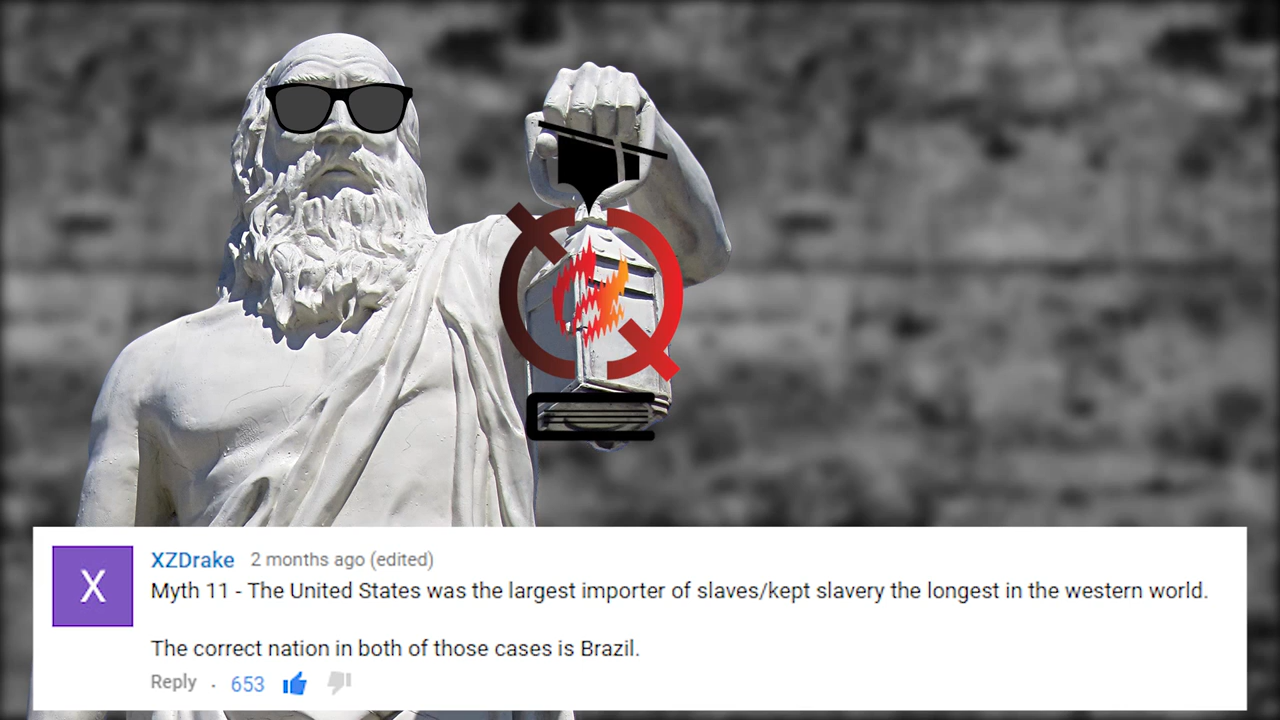 X
XZDrake 2 months ago (edited)
Myth 11 - The United States was the largest importer of slaves/kept slavery the longest in the western world.
The correct nation in both of those cases is Brazil.
Reply · 653